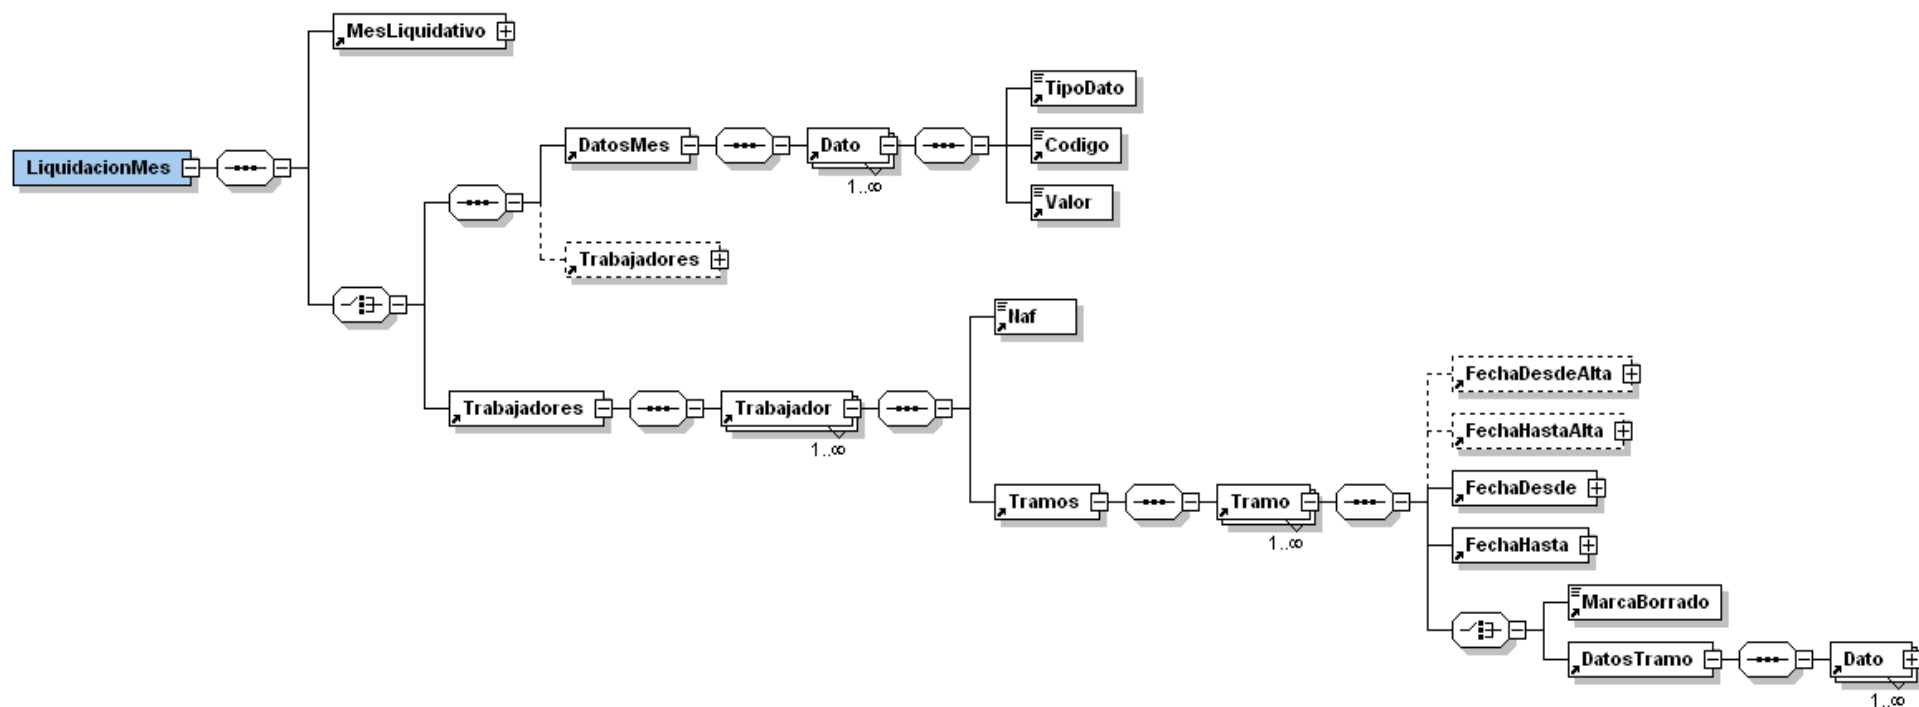 MesLiquidativo
TipoDato
LiquidacionMes
DatosMes
Dato
1..∞
Codigo
Valor
Trabajadores
Naf
Trabajadores
Trabajador
1..∞
FechaDesdeAlta
FechaHastaAlta
Tramos
Tramo
1..∞
FechaDesde
FechaHasta
MarcaBorrado
DatosTramo
Dato
1..∞